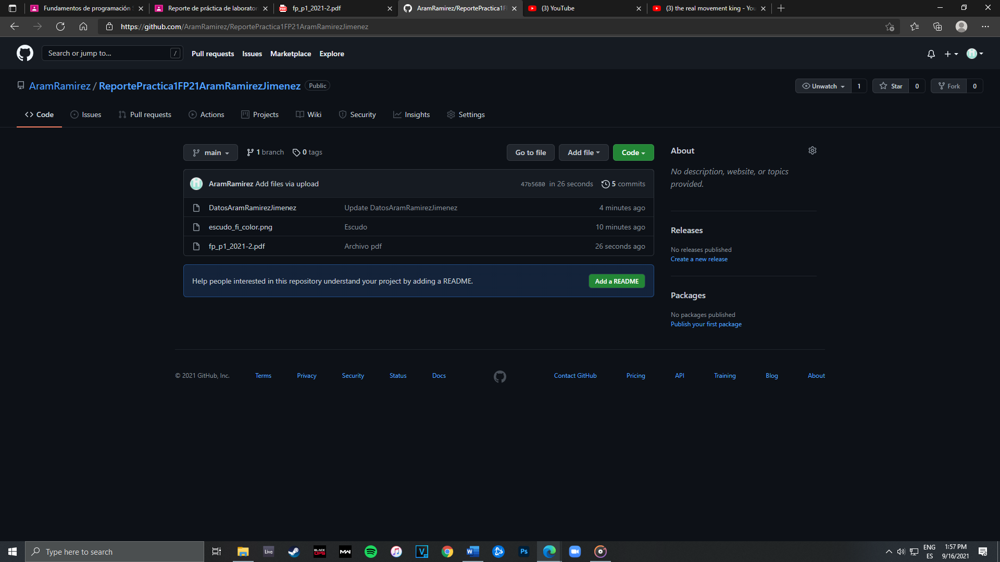 Fundamentos de programación
Reporte de práctica de laborator
fp_p1_2021-2.pdf
AramRamirez/ReportePractica1F
(3) YouTube
(3) the real movement king - You
https://github.com/AramRamirez/ReportePractica1FP21AramRamirezJimenez
Search or jump to...
/
Pull requests
Issues
Marketplace
Explore
AramRamirez / ReportePractica1FP21AramRamirezJimenez
Public
Unwatch
1
Star
0
Fork
0
Code
Issues
Pull requests
Actions
Projects
Wiki
Security
Insights
Settings
main
1 branch
0 tags
Go to file
Add file
Code
About
No description, website, or topics
provided.
AramRamirez Add files via upload
47b5680 in 26 seconds
5 commits
DatosAramRamirezJimenez
Update DatosAramRamirezJimenez
4 minutes ago
escudo_fi_color.png
Escudo
10 minutes ago
fp_p1_2021-2.pdf
Archivo pdf
26 seconds ago
Releases
No releases published
Create a new release
Help people interested in this repository understand your project by adding a README.
Add a README
Packages
No packages published
Publish your first package
© 2021 GitHub, Inc.
Terms
Privacy
Security
Status
Docs
Contact GitHub
Pricing
API
Training
Blog
About
Type here to search
Live
BLACK OPS
MW
V
W
Ps
ENG
ES
1:57 PM
9/16/2021